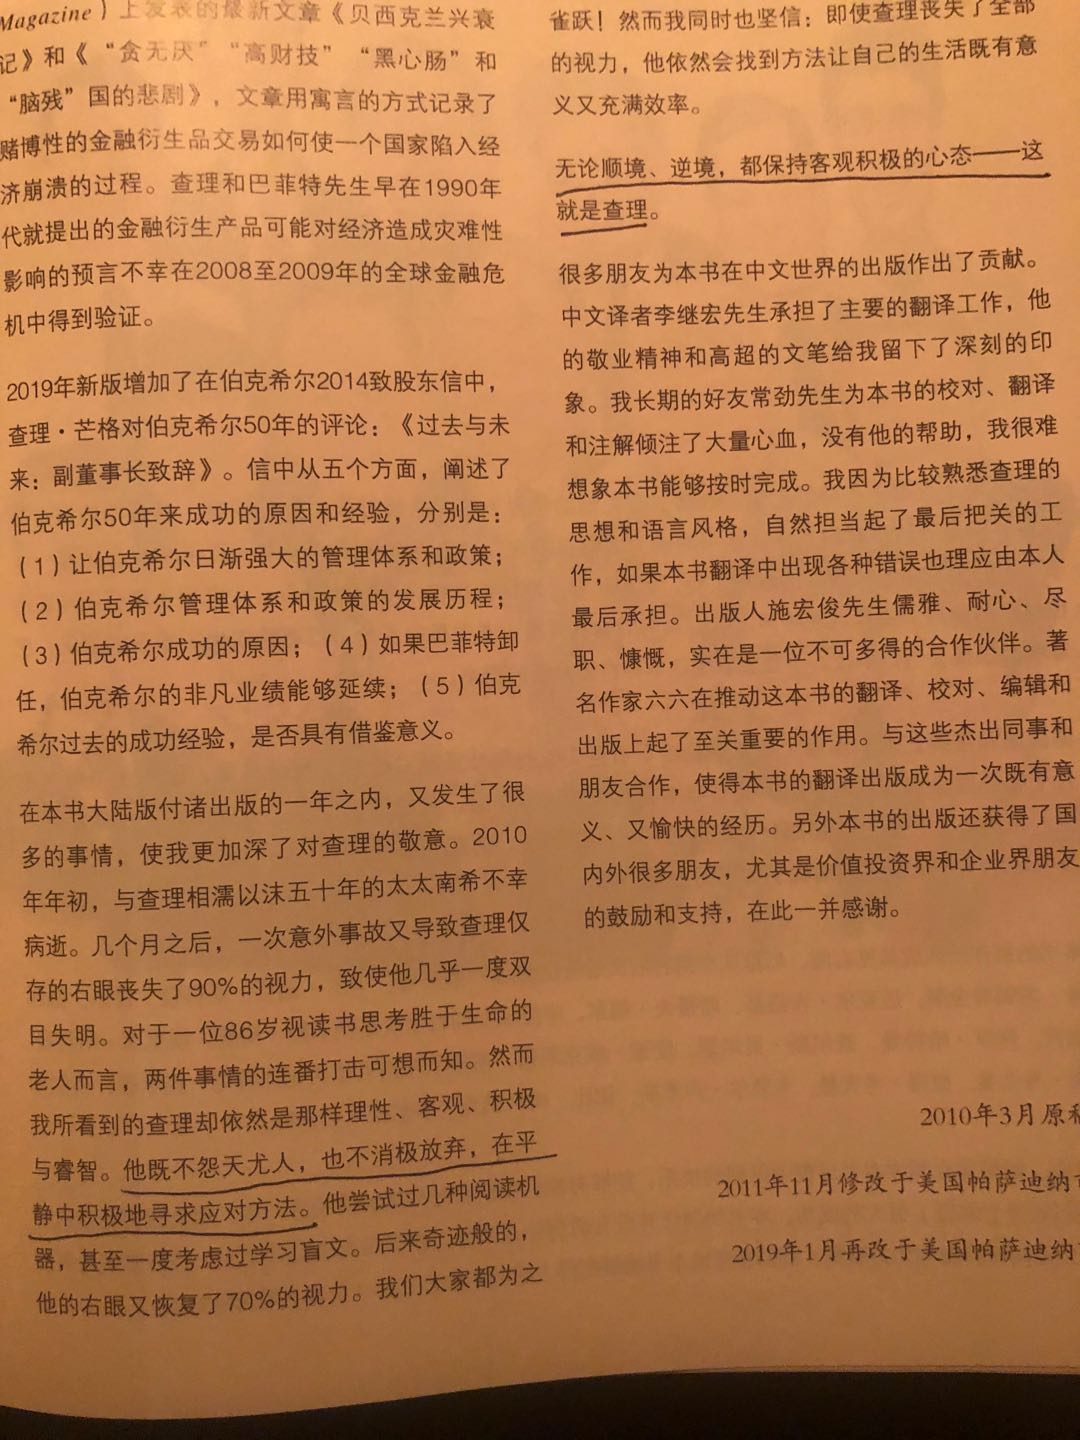 Magazine）上发表的最新文章《贝西克兰兴衰
记》和《“贪无厌”“高财技”“黑心肠”和
“脑残”国的悲剧》，文章用寓言的方式记录了
赌博性的金融衍生品交易如何使一个国家陷入经
济崩溃的过程。查理和巴菲特先生早在1990年
代就提出的金融衍生产品可能对经济造成灾难性
影响的预言不幸在2008至2009年的全球金融危
机中得到验证。
2019年新版增加了在伯克希尔2014致股东信中，
查理·芒格对伯克希尔50年的评论：《过去与未
来：副董事长致辞》。信中从五个方面，阐述了
伯克希尔50年来成功的原因和经验，分别是：
（1）让伯克希尔日渐强大的管理体系和政策；
（2）伯克希尔管理体系和政策的发展历程；
（3）伯克希尔成功的原因；（4）如果巴菲特卸
任，伯克希尔的非凡业绩能够延续；（5）伯克
希尔过去的成功经验，是否具有借鉴意义。
在本书大陆版付诸出版的一年之内，又发生了很
多的事情，使我更加深了对查理的敬意。2010
年年初，与查理相濡以沫五十年的太太南希不幸
病逝。几个月之后，一次意外事故又导致查理仅
存的右眼丧失了90%的视力，致使他几乎一度双
目失明。对于一位86岁视读书思考胜于生命的
老人而言，两件事情的连番打击可想而知。然而
我所看到的查理却依然是那样理性、客观、积极
与睿智。他既不怨天尤人，也不消极放弃，在平
静中积极地寻求应对方法。他尝试过几种阅读机
器，甚至一度考虑过学习盲文。后来奇迹般的，
他的右眼又恢复了70%的视力。我们大家都为之
雀跃！然而我同时也坚信：即使查理丧失了全部
的视力，他依然会找到方法让自己的生活既有意
义又充满效率。
无论顺境、逆境，都保持客观积极的心态——这
就是查理。
很多朋友为本书在中文世界的出版作出了贡献。
中文译者李继宏先生承担了主要的翻译工作，他
的敬业精神和高超的文笔给我留下了深刻的印
象。我长期的好友常劲先生为本书的校对、翻译
和注解倾注了大量心血，没有他的帮助，我很难
想象本书能够按时完成。我因为比较熟悉查理的
思想和语言风格，自然担当起了最后把关的工
作，如果本书翻译中出现各种错误也理应由本人
最后承担。出版人施宏俊先生儒雅、耐心、尽
职、慷慨，实在是一位不可多得的合作伙伴。著
名作家六六在推动这本书的翻译、校对、编辑和
出版上起了至关重要的作用。与这些杰出同事和
朋友合作，使得本书的翻译出版成为一次既有意
义、又愉快的经历。另外本书的出版还获得了国
内外很多朋友，尤其是价值投资界和企业界朋友
的鼓励和支持，在此一并感谢。
2010年3月原稿
2011年11月修改于美国帕萨迪纳
2019年1月再改于美国帕萨迪纳